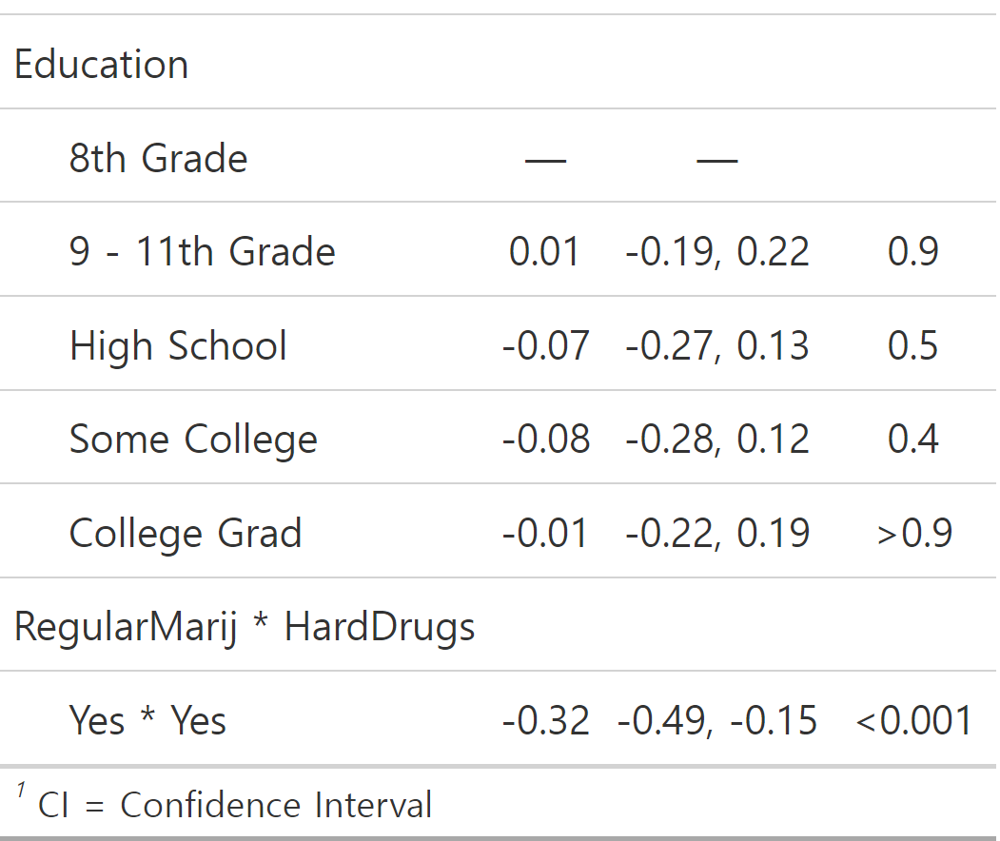 Education
8th Grade — —
9 - 11th Grade 0.01 -0.19, 0.22 0.9
High School -0.07 -0.27, 0.13 0.5
Some College -0.08 -0.28, 0.12 0.4
College Grad -0.01 -0.22, 0.19 >0.9
RegularMarij * HardDrugs
Yes * Yes -0.32 -0.49, -0.15 <0.001
1 CI = Confidence Interval